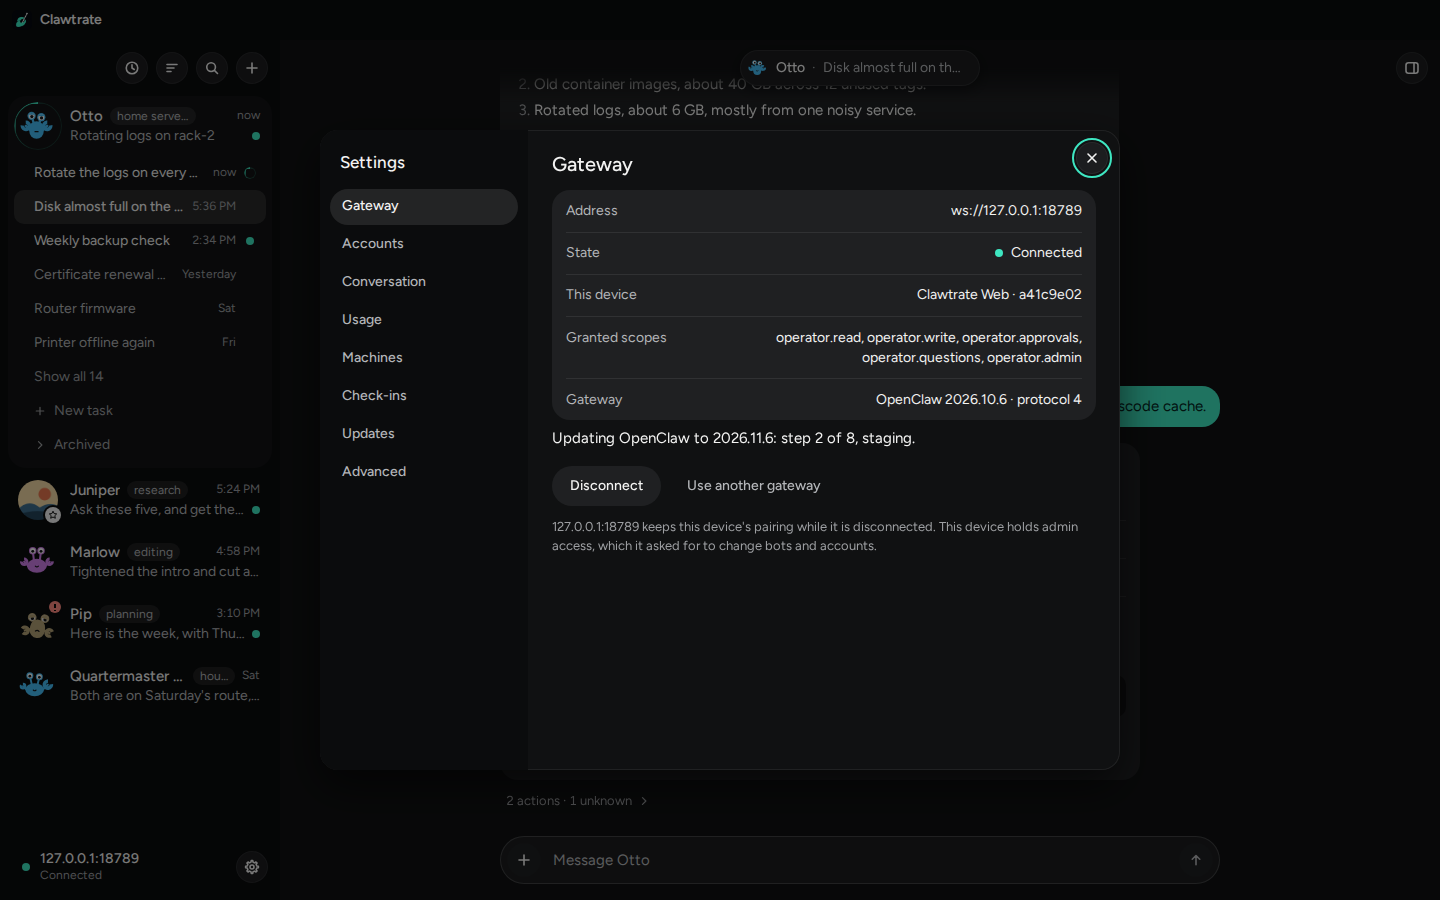 Clawtrate
Otto home serve... now
Rotating logs on rack-2
Rotate the logs on every ... now
Disk almost full on the ... 5:36 PM
Weekly backup check 2:34 PM
Certificate renewal ... Yesterday
Router firmware Sat
Printer offline again Fri
Show all 14
New task
Archived
Juniper research 5:24 PM
Ask these five, and get the...
Marlow editing 4:58 PM
Tightened the intro and cut a...
Pip planning 3:10 PM
Here is the week, with Thu...
Quartermaster ... hou... Sat
Both are on Saturday's route,...
127.0.0.1:18789
Connected
Otto · Disk almost full on th...
2. Old container images, about 40 GB across 12 unused tags.
3. Rotated logs, about 6 GB, mostly from one noisy service.
Settings
Gateway
Accounts
Conversation
Usage
Machines
Check-ins
Updates
Advanced
Gateway
Address ws://127.0.0.1:18789
State Connected
This device Clawtrate Web · a41c9e02
Granted scopes operator.read, operator.write, operator.approvals,
operator.questions, operator.admin
Gateway OpenClaw 2026.10.6 · protocol 4
Updating OpenClaw to 2026.11.6: step 2 of 8, staging.
Disconnect Use another gateway
127.0.0.1:18789 keeps this device's pairing while it is disconnected. This device holds admin
access, which it asked for to change bots and accounts.
scode cache.
2 actions · 1 unknown
Message Otto